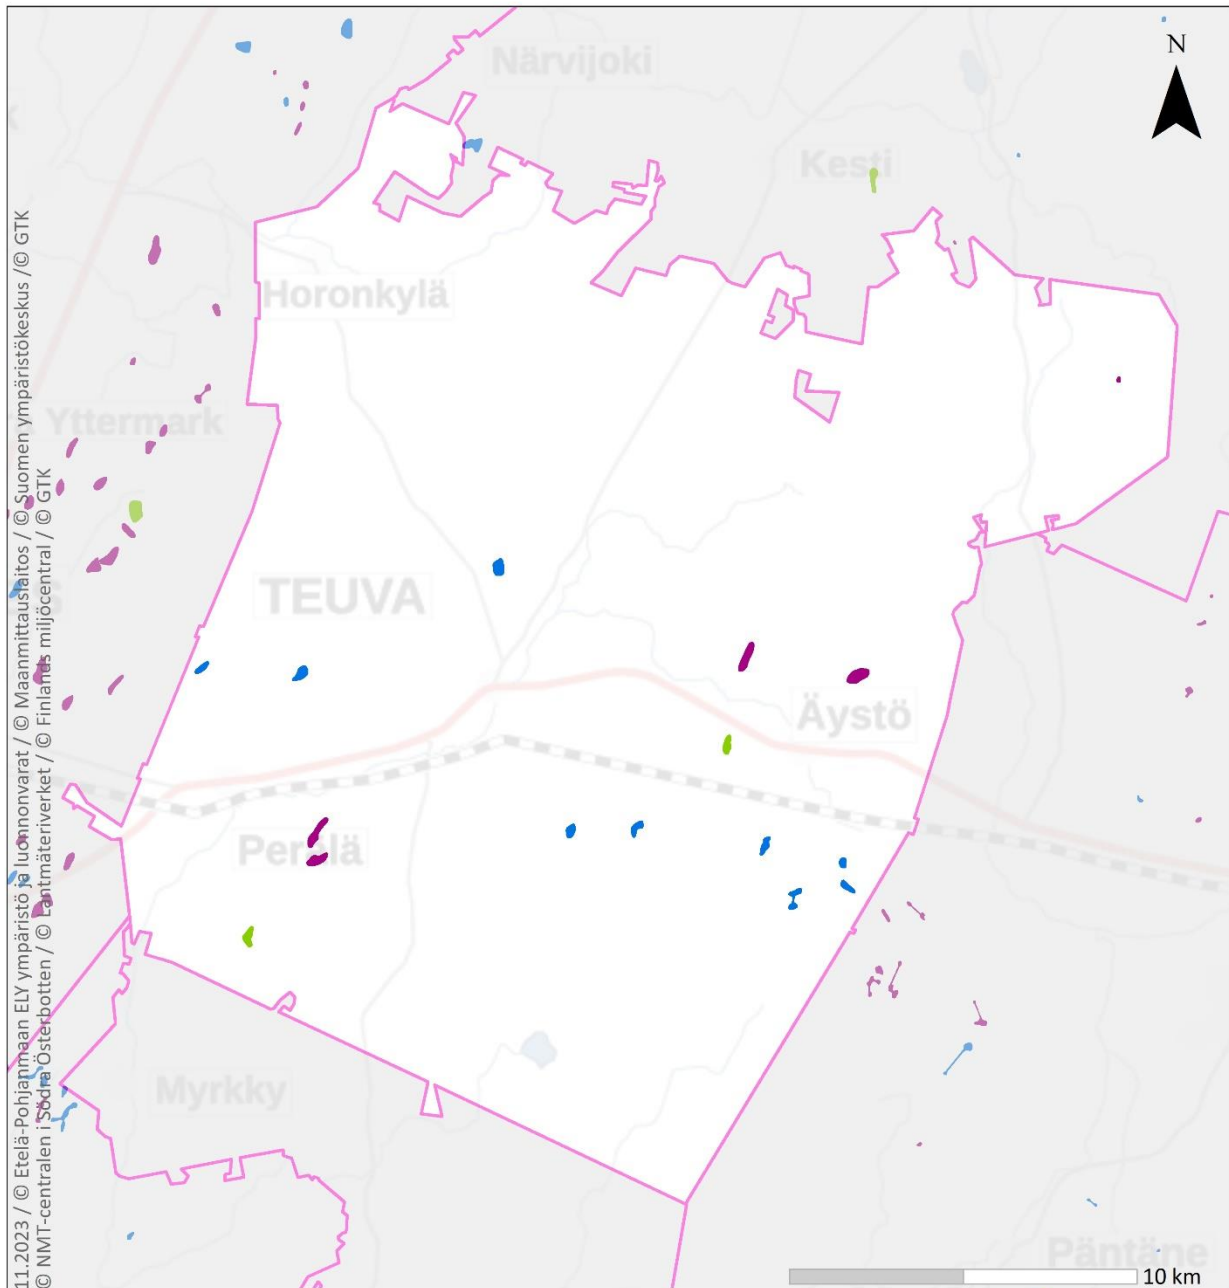 N
Närvijoki
Kesti
Horonkylä
Yttermark
TEUVA
Äystö
Perälä
Myrkky
Päntäne
10 km
11.2023 / © Etelä-Pohjanmaan ELY ympäristö ja luonnonvarat / © Maanmittauslaitos / © Suomen ympäristökeskus /© GTK
© NMT-centralen i Södra Österbotten / © Lantmäteriverket / © Finlands miljöcentral / © GTK